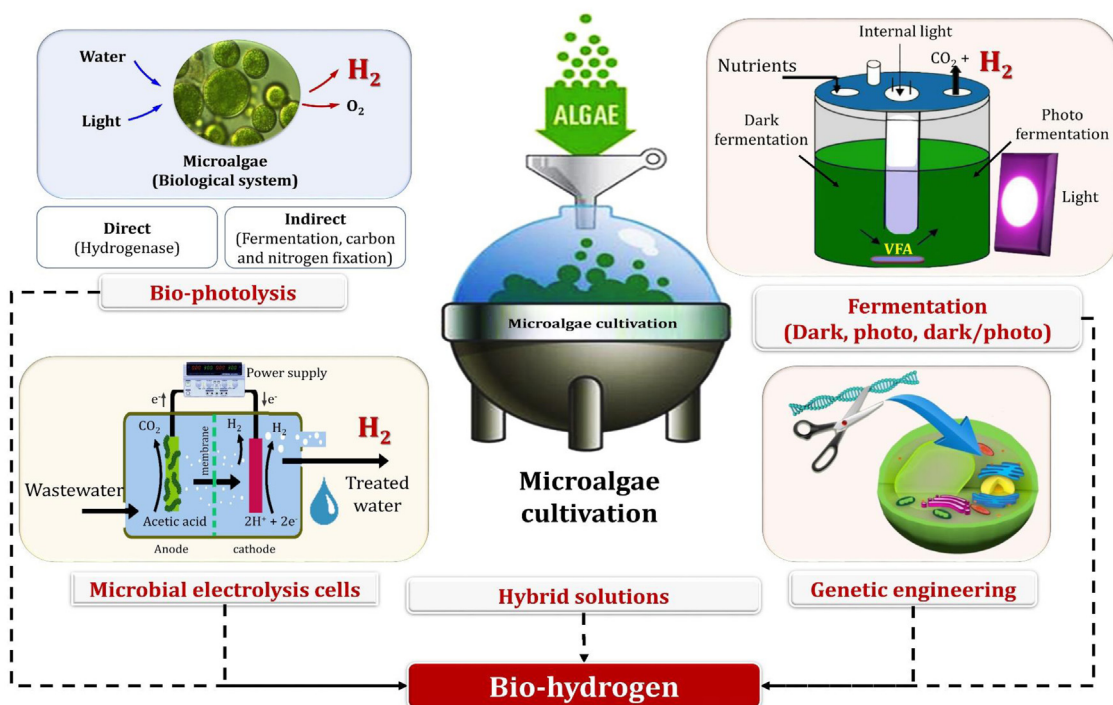 Water
Light
H₂
O₂
Microalgae
(Biological system)
Direct
(Hydrogenase)
Indirect
(Fermentation, carbon
and nitrogen fixation)
Bio-photolysis
ALGAE
Microalgae cultivation
Microalgae
cultivation
Internal light
Nutrients
CO₂ + H₂
Dark
fermentation
Photo
fermentation
Light
VFA
Fermentation
(Dark, photo, dark/photo)
Power supply
e⁻
e⁻
CO₂
H₂
H₂
H₂
membrane
Wastewater
Treated
water
Acetic acid
2H⁺ + 2e⁻
Anode
cathode
Microbial electrolysis cells
Hybrid solutions
Genetic engineering
Bio-hydrogen